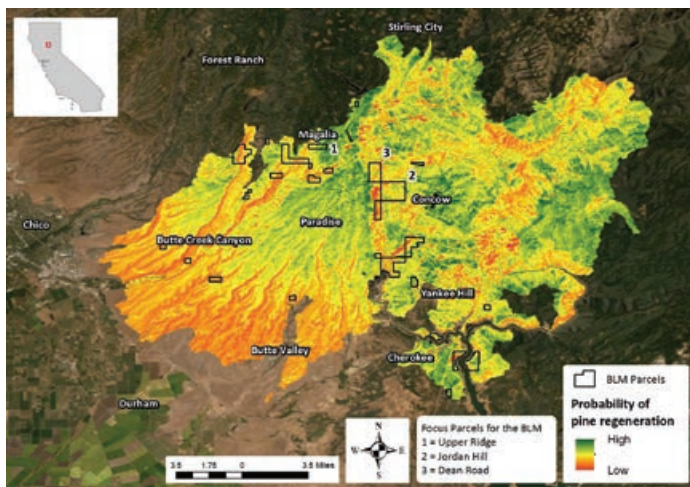 Stirling City
Forest Ranch
Magalia
1
3
2
Concow
Chico
Paradise
Butte Creek Canyon
Yankee Hill
Butte Valley
Cherokee
Durham
BLM Parcels
Probability of
pine regeneration
High
Low
Focus Parcels for the BLM
1 = Upper Ridge
2 = Jordan Hill
3 = Dean Road
N
W E
S
3.5 1.75 0 3.5 Miles